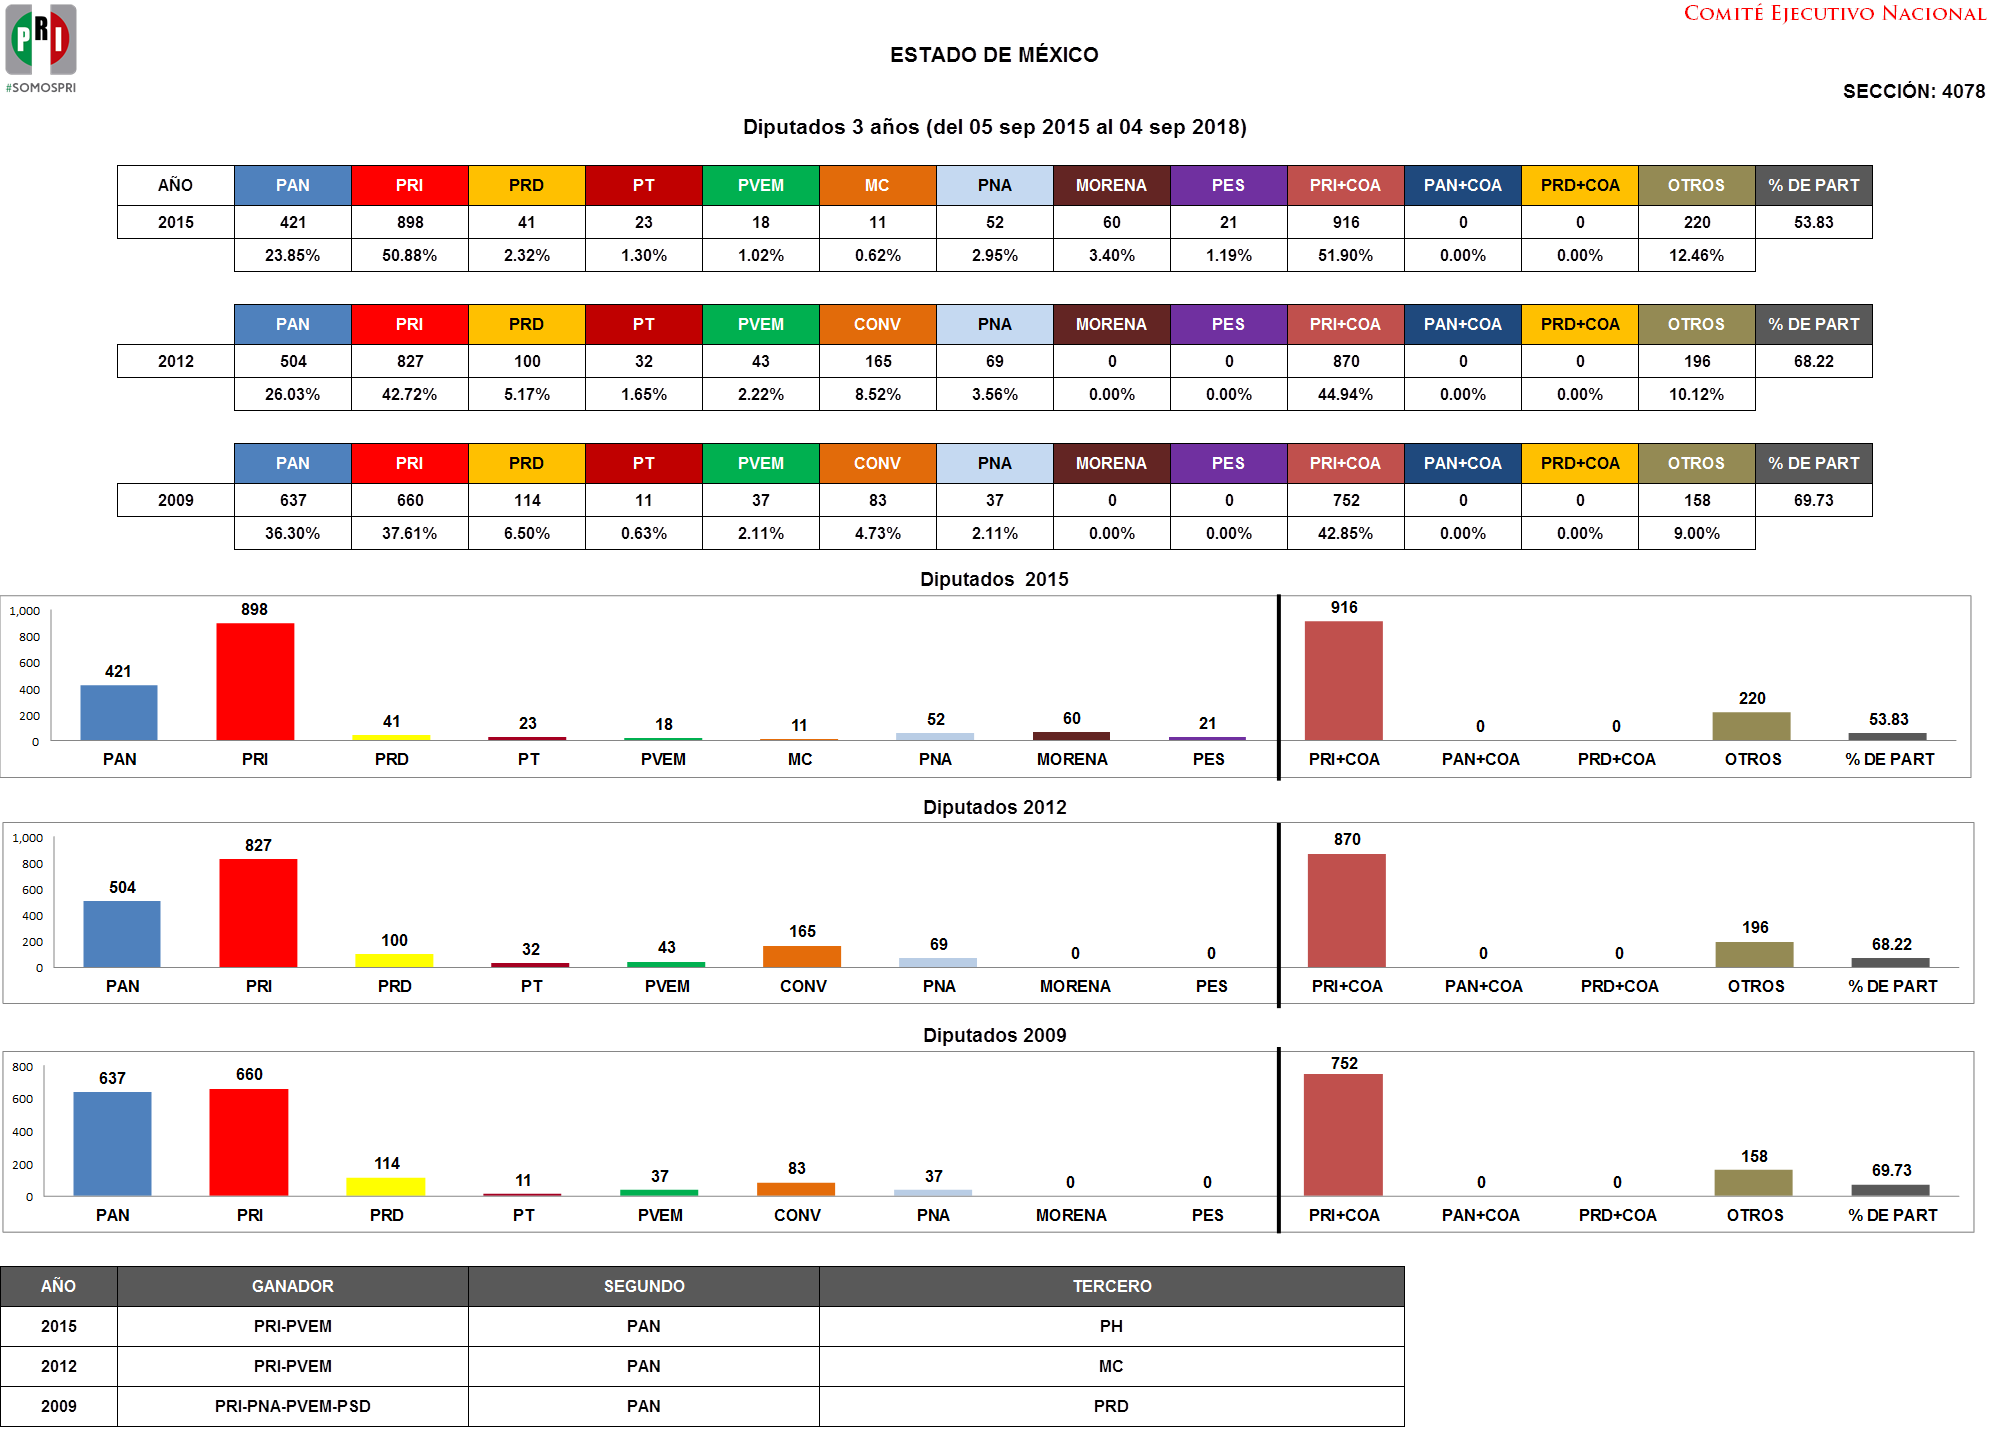 PRI
#SOMOSPRI
COMITÉ EJECUTIVO NACIONAL
ESTADO DE MÉXICO
SECCIÓN: 4078
Diputados 3 años (del 05 sep 2015 al 04 sep 2018)
AÑO PAN PRI PRD PT PVEM MC PNA MORENA PES PRI+COA PAN+COA PRD+COA OTROS % DE PART
2015 421 898 41 23 18 11 52 60 21 916 0 0 220 53.83
23.85% 50.88% 2.32% 1.30% 1.02% 0.62% 2.95% 3.40% 1.19% 51.90% 0.00% 0.00% 12.46%
PAN PRI PRD PT PVEM CONV PNA MORENA PES PRI+COA PAN+COA PRD+COA OTROS % DE PART
2012 504 827 100 32 43 165 69 0 0 870 0 0 196 68.22
26.03% 42.72% 5.17% 1.65% 2.22% 8.52% 3.56% 0.00% 0.00% 44.94% 0.00% 0.00% 10.12%
PAN PRI PRD PT PVEM CONV PNA MORENA PES PRI+COA PAN+COA PRD+COA OTROS % DE PART
2009 637 660 114 11 37 83 37 0 0 752 0 0 158 69.73
36.30% 37.61% 6.50% 0.63% 2.11% 4.73% 2.11% 0.00% 0.00% 42.85% 0.00% 0.00% 9.00%
Diputados 2015
1,000
800
600
400
200
0
421 898 41 23 18 11 52 60 21 916 0 0 220 53.83
PAN PRI PRD PT PVEM MC PNA MORENA PES PRI+COA PAN+COA PRD+COA OTROS % DE PART
Diputados 2012
1,000
800
600
400
200
0
504 827 100 32 43 165 69 0 0 870 0 0 196 68.22
PAN PRI PRD PT PVEM CONV PNA MORENA PES PRI+COA PAN+COA PRD+COA OTROS % DE PART
Diputados 2009
800
600
400
200
0
637 660 114 11 37 83 37 0 0 752 0 0 158 69.73
PAN PRI PRD PT PVEM CONV PNA MORENA PES PRI+COA PAN+COA PRD+COA OTROS % DE PART
AÑO GANADOR SEGUNDO TERCERO
2015 PRI-PVEM PAN PH
2012 PRI-PVEM PAN MC
2009 PRI-PNA-PVEM-PSD PAN PRD